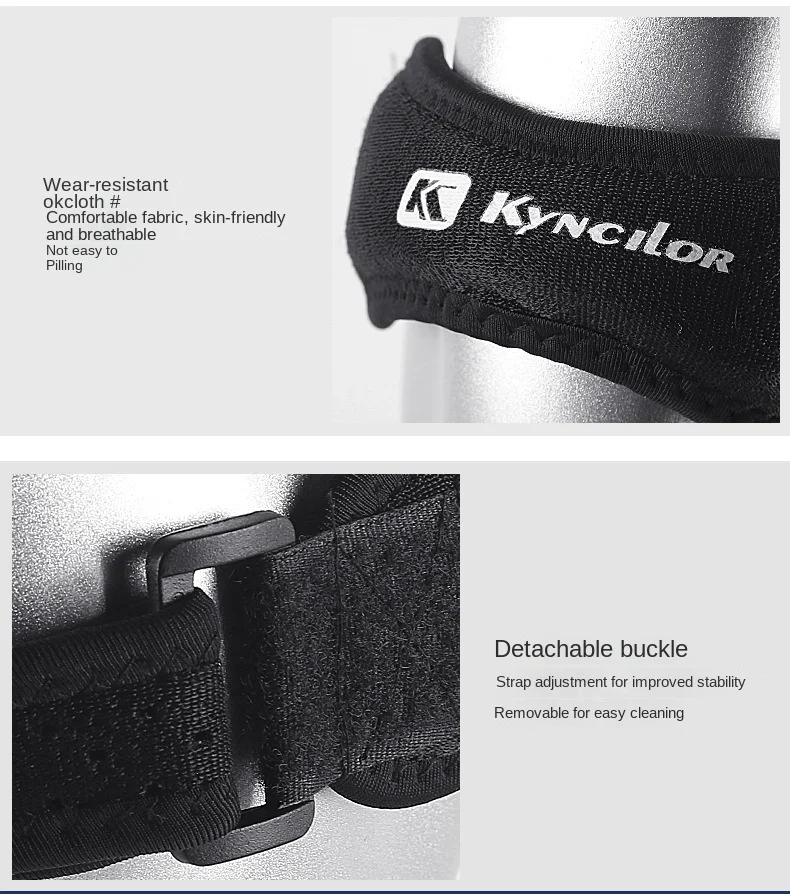 Wear-resistant
okcloth #
Comfortable fabric, skin-friendly
and breathable
Not easy to
Pilling
K KYNCILOR
Detachable buckle
Strap adjustment for improved stability
Removable for easy cleaning